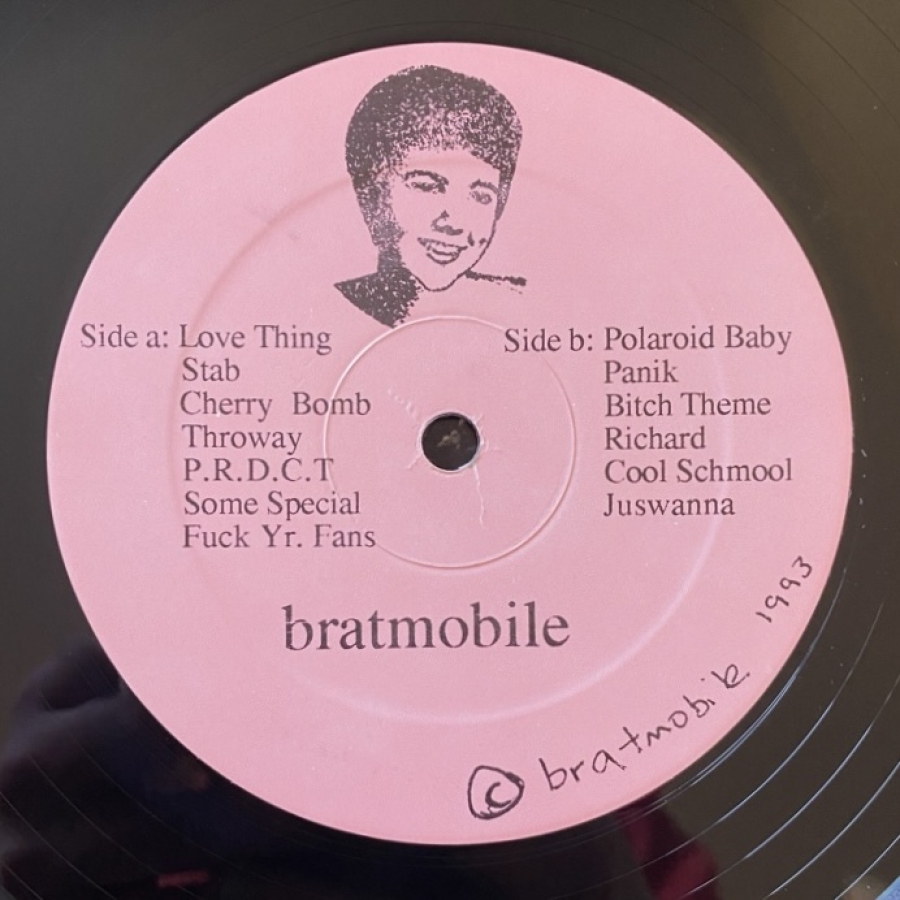 Side a: Love Thing
Stab
Cherry Bomb
Throway
P.R.D.C.T
Some Special
Fuck Yr. Fans
Side b: Polaroid Baby
Panik
Bitch Theme
Richard
Cool Schmool
Juswanna
bratmobile
© bratmobile 1993